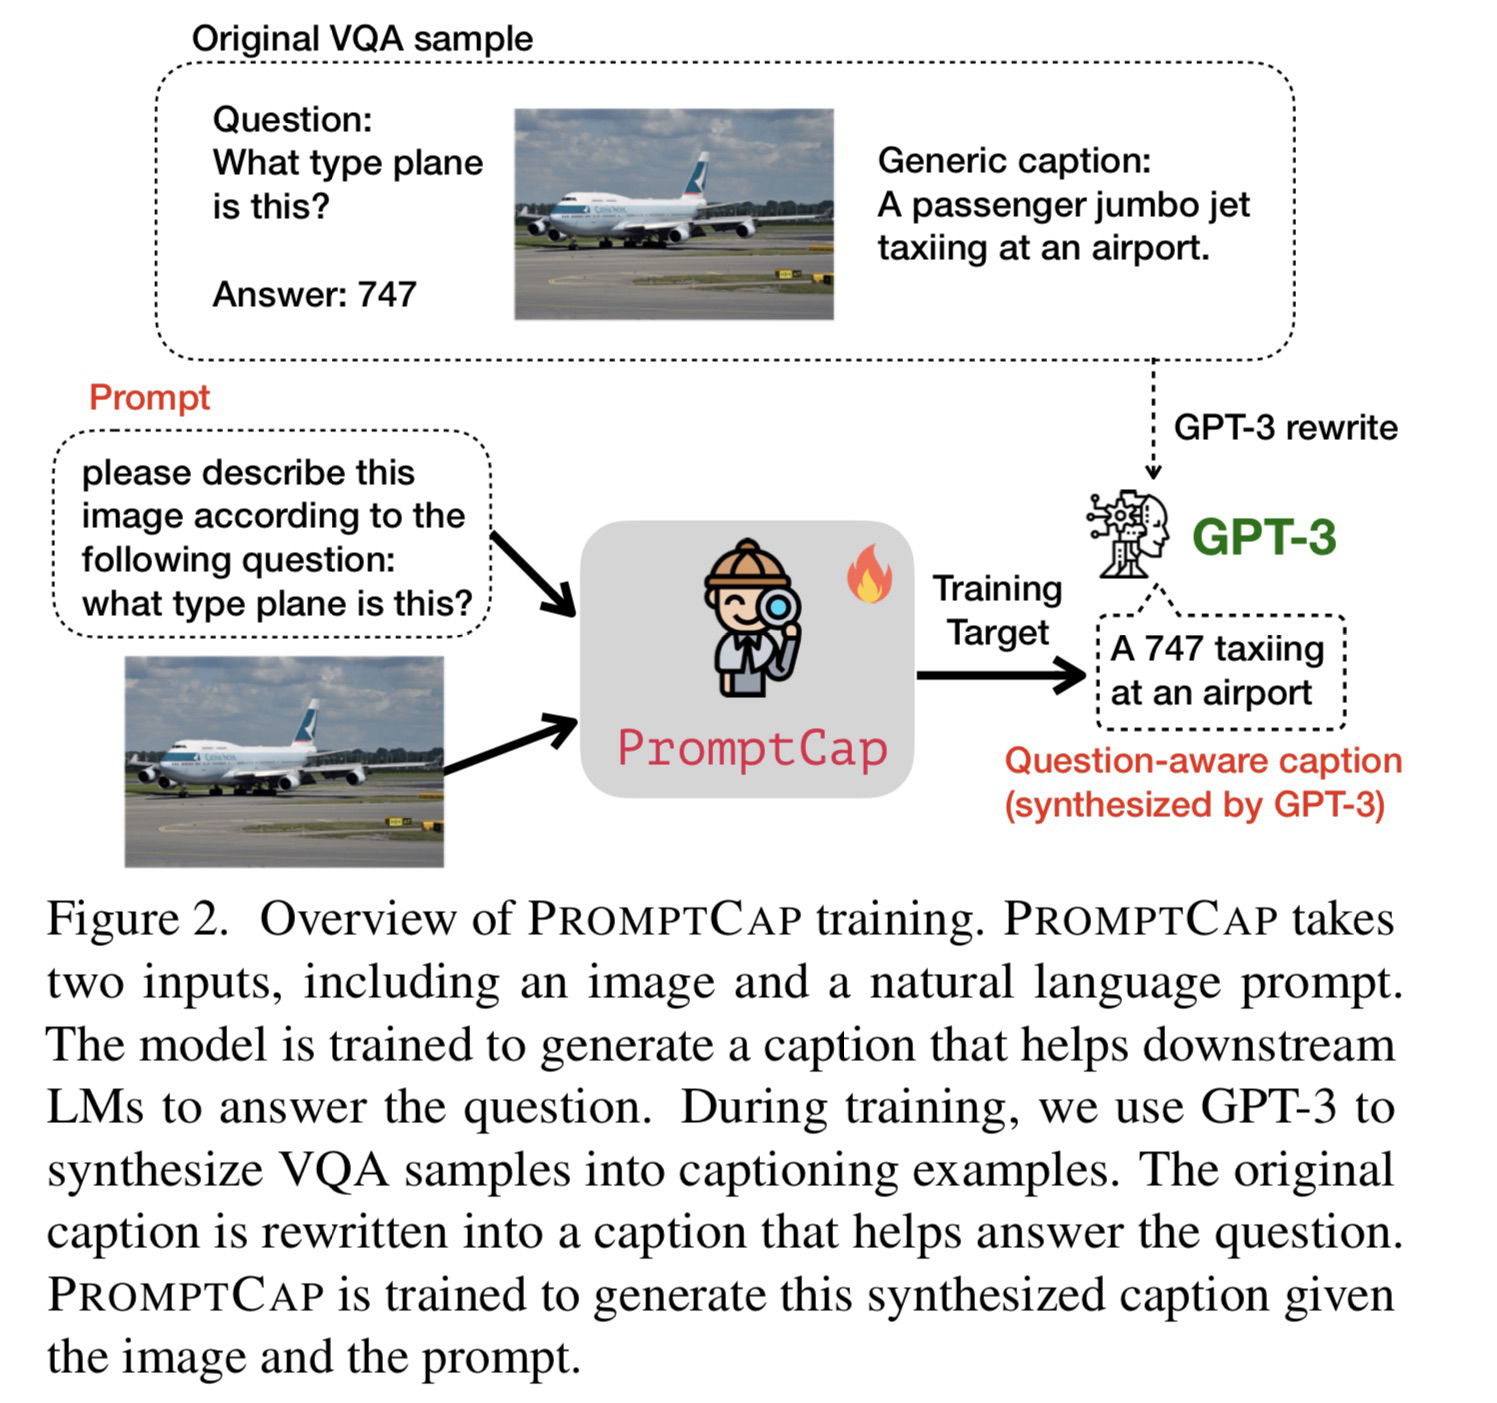 Original VQA sample
Question:
What type plane
is this?
Answer: 747
Generic caption:
A passenger jumbo jet
taxiing at an airport.
GPT-3 rewrite
GPT-3
Prompt
please describe this
image according to the
following question:
what type plane is this?
PromptCap
Training
Target
A 747 taxiing
at an airport
Question-aware caption
(synthesized by GPT-3)
Figure 2. Overview of PROMPTCAP training. PROMPTCAP takes
two inputs, including an image and a natural language prompt.
The model is trained to generate a caption that helps downstream
LMs to answer the question. During training, we use GPT-3 to
synthesize VQA samples into captioning examples. The original
caption is rewritten into a caption that helps answer the question.
PROMPTCAP is trained to generate this synthesized caption given
the image and the prompt.